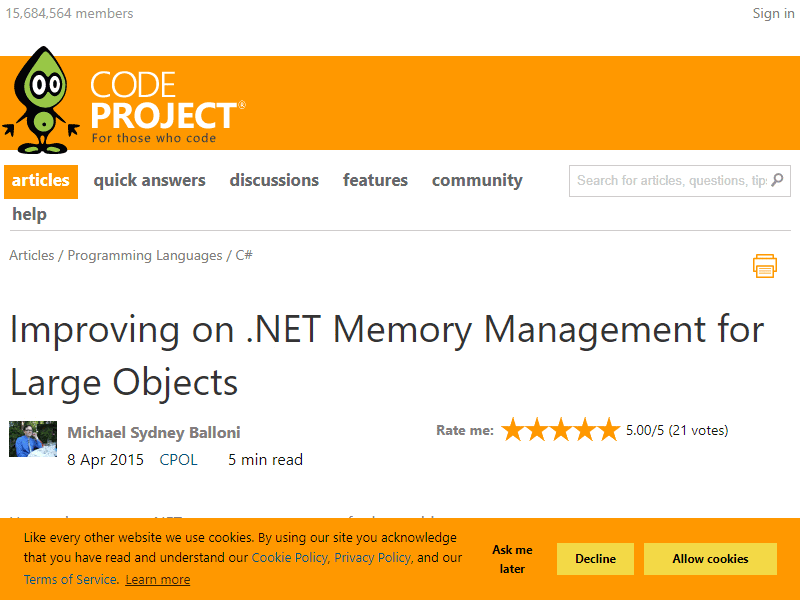 15,684,564 members
Sign in
CODE
PROJECT®
For those who code
articles quick answers discussions features community
Search for articles, questions, tips
help
Articles / Programming Languages / C#
Improving on .NET Memory Management for
Large Objects
Michael Sydney Balloni
Rate me: 5.00/5 (21 votes)
8 Apr 2015 CPOL 5 min read
Like every other website we use cookies. By using our site you acknowledge
that you have read and understand our Cookie Policy, Privacy Policy, and our
Terms of Service. Learn more
Ask me
later
Decline
Allow cookies